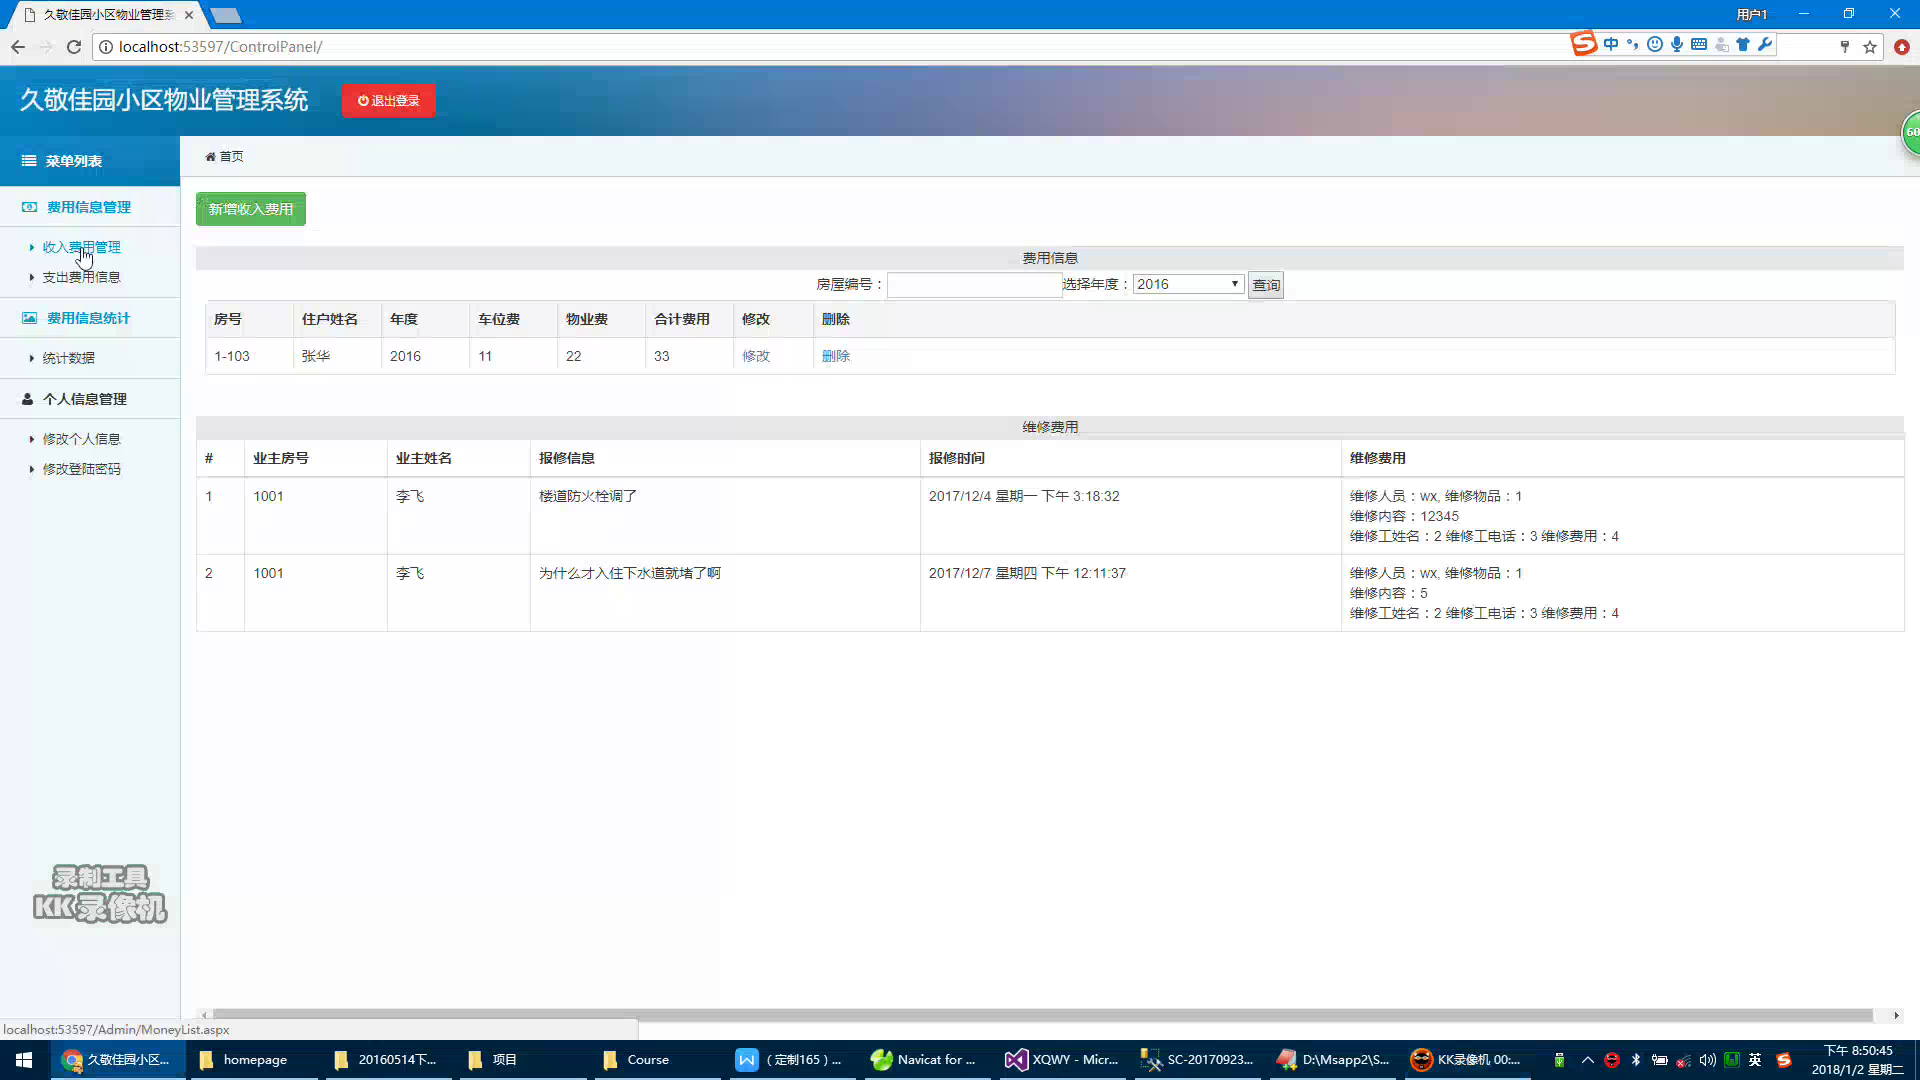 久敬佳园小区物业管理系
用户1
localhost:53597/ControlPanel/
中
久敬佳园小区物业管理系统
退出登录
60
菜单列表
首页
费用信息管理
新增收入费用
收入费用管理
支出费用信息
费用信息统计
统计数据
个人信息管理
修改个人信息
修改登陆密码
费用信息
房屋编号：
选择年度：
2016
查询
房号 住户姓名 年度 车位费 物业费 合计费用 修改 删除
1-103 张华 2016 11 22 33 修改 删除
维修费用
# 业主房号 业主姓名 报修信息 报修时间 维修费用
1 1001 李飞 楼道防火栓调了 2017/12/4 星期一 下午 3:18:32 维修人员：wx, 维修物品：1
维修内容：12345
维修工姓名：2 维修工电话：3 维修费用：4
2 1001 李飞 为什么才入住下水道就堵了啊 2017/12/7 星期四 下午 12:11:37 维修人员：wx, 维修物品：1
维修内容：5
维修工姓名：2 维修工电话：3 维修费用：4
录制工具
KK录像机
localhost:53597/Admin/MoneyList.aspx
久敬佳园小区...
homepage
20160514下...
项目
Course
（定制165）...
Navicat for ...
XQWY - Micr...
SC-20170923...
D:\Msapp2\S...
KK录像机 00:...
英
下午 8:50:45
2018/1/2 星期二